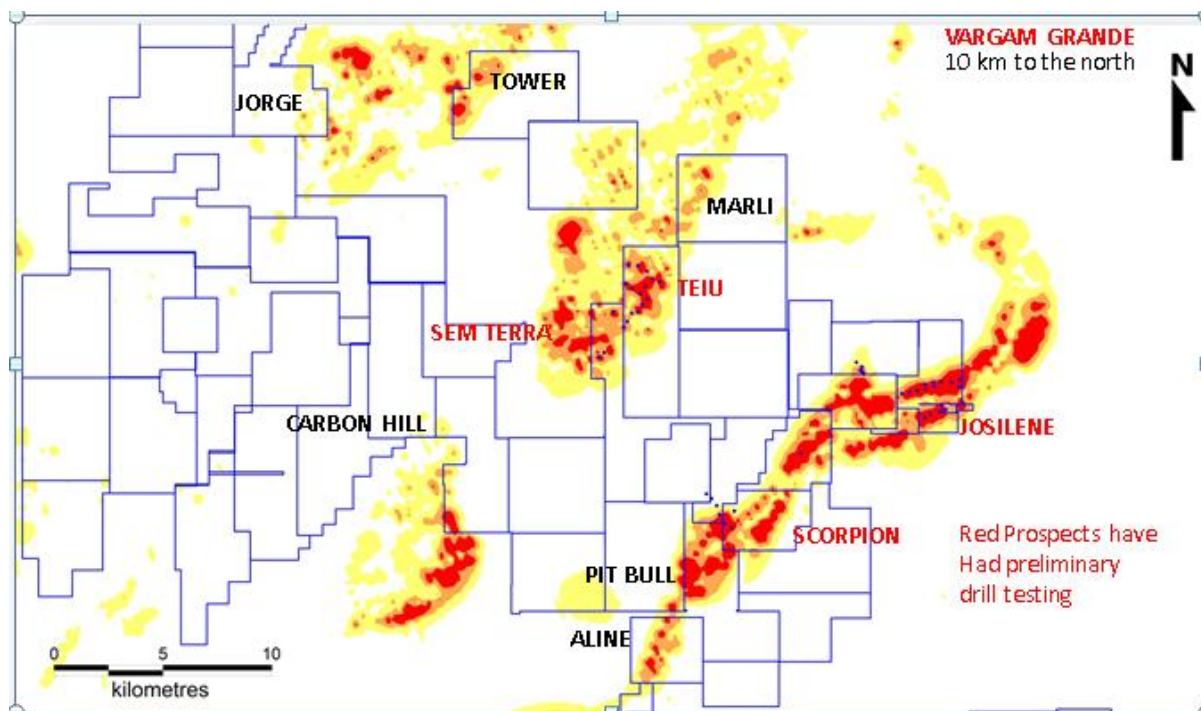 VARGAM GRANDE
10 km to the north
N
JORGE
TOWER
MARLI
TEIU
SEM TERRA
CARBON HILL
JOSILENE
SCORPION
Red Prospects have
Had preliminary
drill testing
PIT BULL
ALINE
0 5 10
kilometres